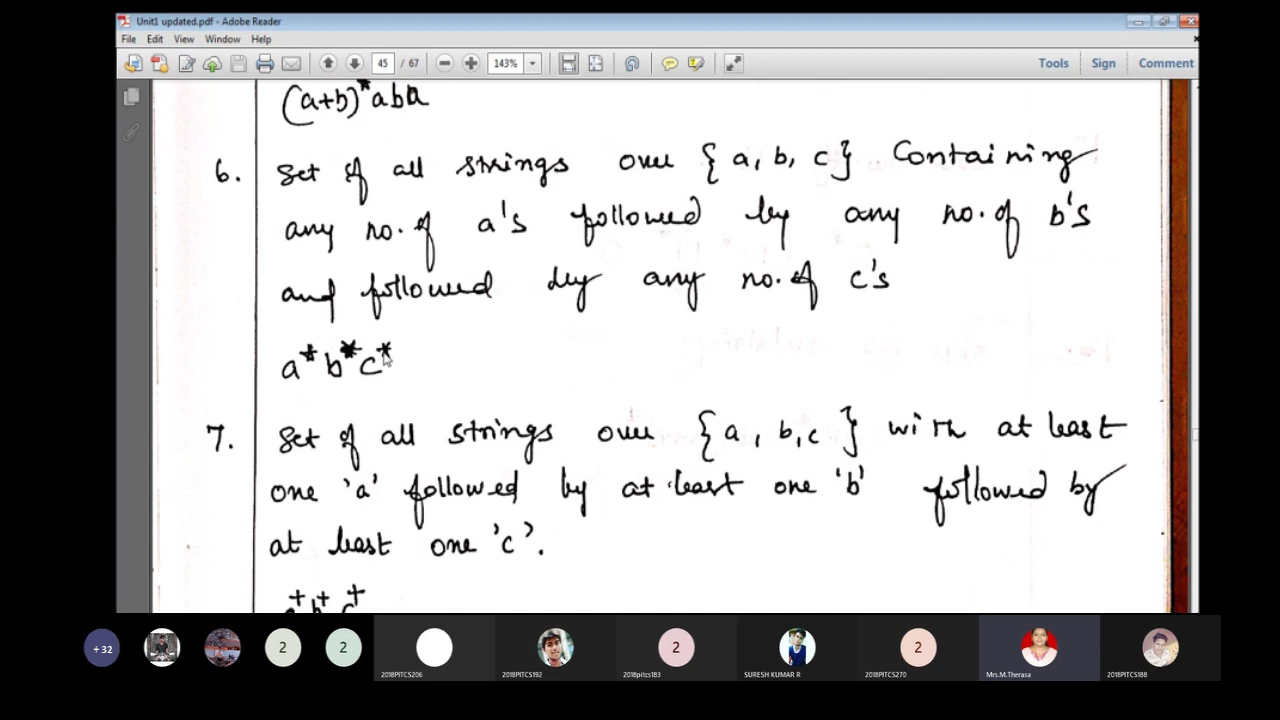 Unit1 updated.pdf - Adobe Reader
File Edit View Window Help
45 / 67 143% Tools Sign Comment
(a+b)*aba
6. Set of all strings over {a, b, c} Containing
any no. of a's followed by any no. of b's
and followed by any no. of c's
a* b* c*
7. Set of all strings over {a, b, c} with at least
one 'a' followed by at least one 'b' followed by
at least one 'c'.
a+ b+ c+
+32 2 2 2 2
2018PITCS206 2018PITCS192 2018pitcs183 SURESH KUMAR R 2018PITCS270 Mrs.M.Therasa 2018PITCS188